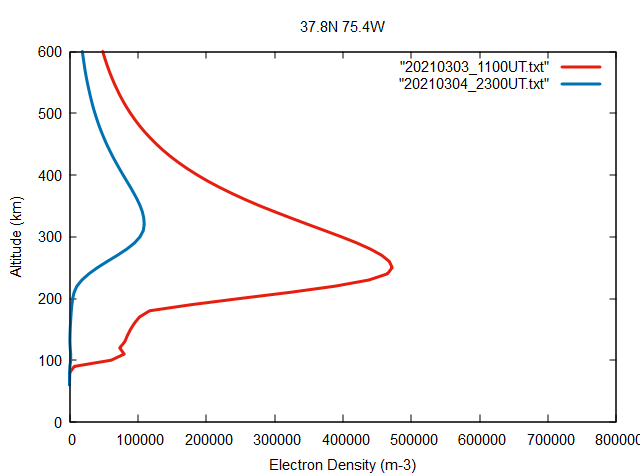 37.8N 75.4W
"20210303_1100UT.txt"
"20210304_2300UT.txt"
600
500
400
300
200
100
0
Altitude (km)
0 100000 200000 300000 400000 500000 600000 700000 80000
Electron Density (m-3)